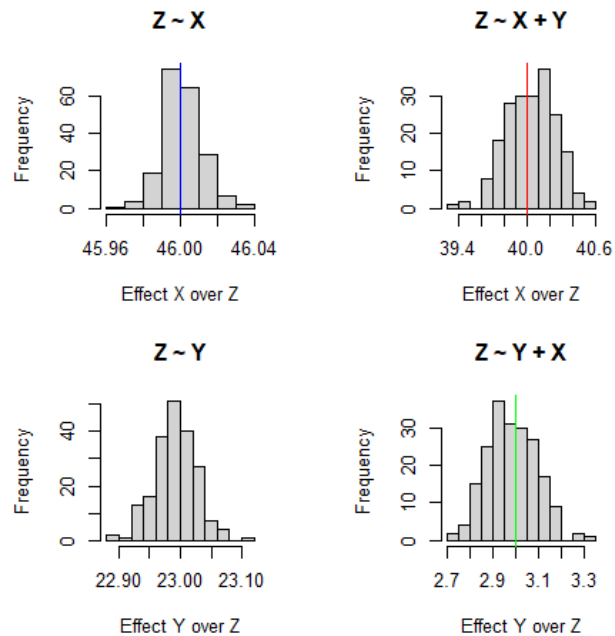 Z ~ X
Frequency
0 20 40 60
45.96 46.00 46.04
Effect X over Z
Z ~ X + Y
Frequency
0 10 20 30
39.4 40.0 40.6
Effect X over Z
Z ~ Y
Frequency
0 20 40
22.90 23.00 23.10
Effect Y over Z
Z ~ Y + X
Frequency
0 10 20 30
2.7 2.9 3.1 3.3
Effect Y over Z